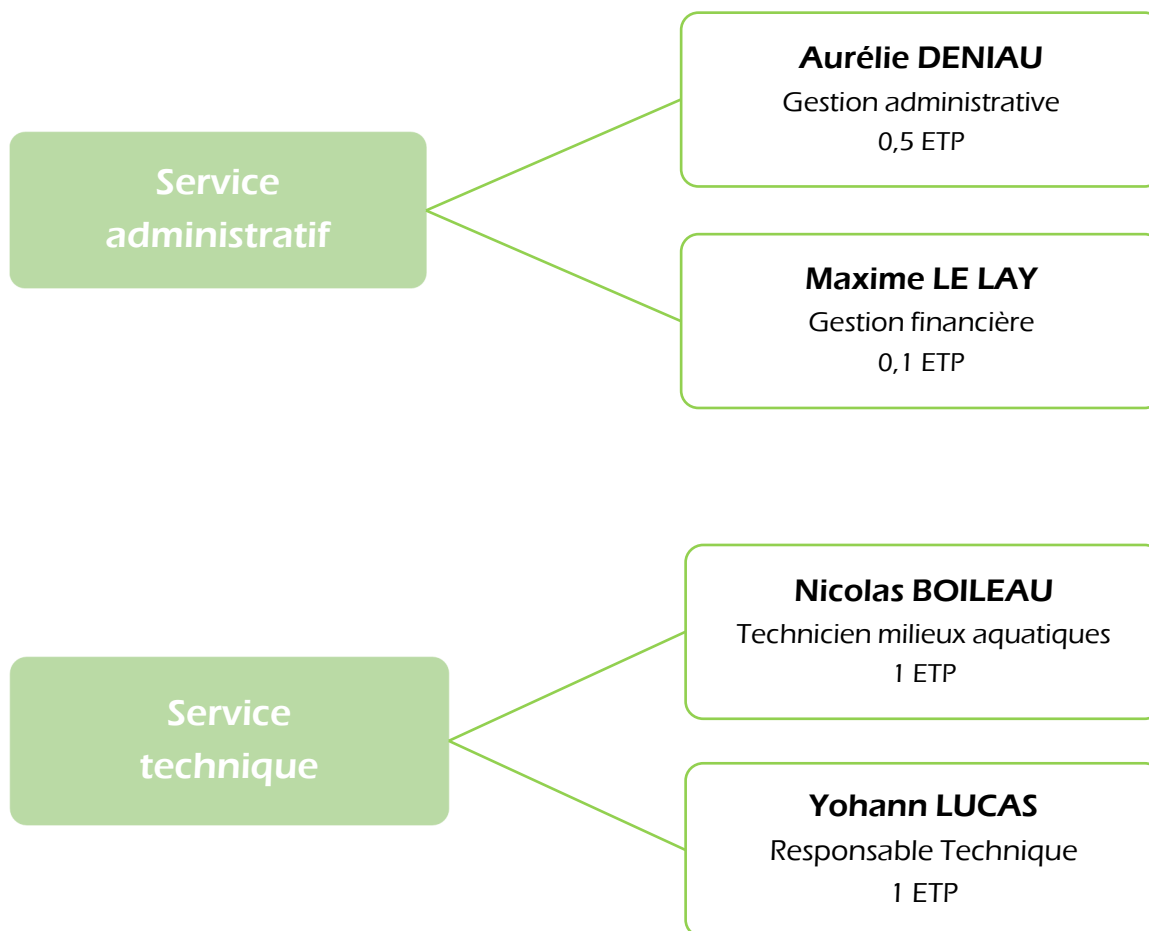 Service
administratif
Aurélie DENIAU
Gestion administrative
0,5 ETP
Maxime LE LAY
Gestion financière
0,1 ETP
Service
technique
Nicolas BOILEAU
Technicien milieux aquatiques
1 ETP
Yohann LUCAS
Responsable Technique
1 ETP